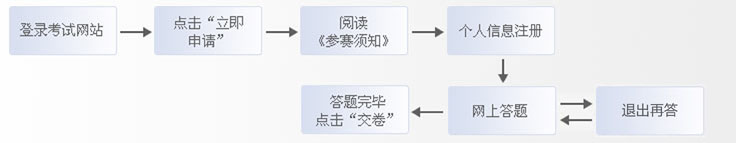 登录考试网站
点击“立即
申请”
阅读
《参赛须知》
个人信息注册
答题完毕
点击“交卷”
网上答题
退出再答